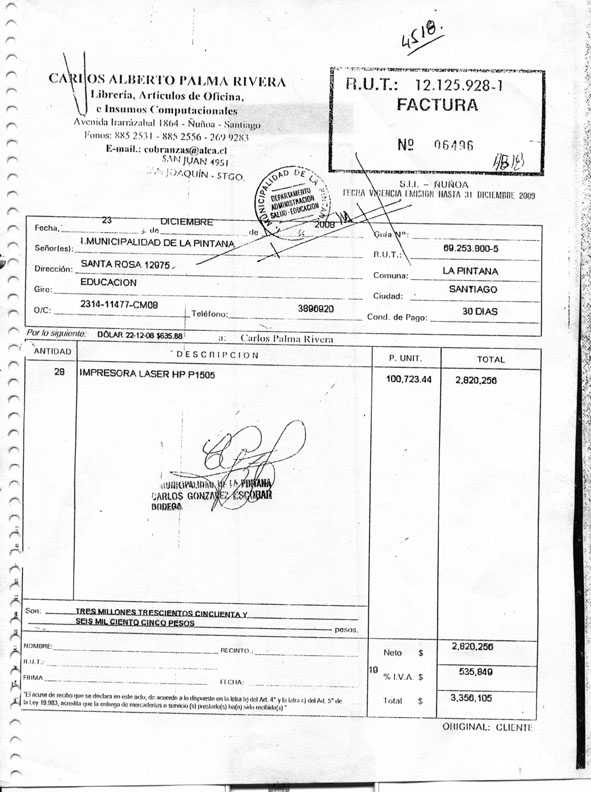 4518.
CARLOS ALBERTO PALMA RIVERA
Librería, Artículos de Oficina,
e Insumos Computacionales
Avenida Irarrázabal 1864 - Ñuñoa - Santiago
Fonos: 885 2531 - 885 2556 - 269 9283
E-mail.: cobranzas@alca.cl
SAN JUAN 4951
JOAQUÍN - STGO.
R.U.T.: 12.125.928-1
FACTURA
Nº 06496
S.I.I. - ÑUÑOA
FECHA VIGENCIA EMISION HASTA 31 DICIEMBRE 2009
MUNICIPALIDAD DE LA PINTANA
DEPARTAMENTO
ADMINISTRACION
SALUD - EDUCACION
Fecha, 23 de DICIEMBRE de 2008
Guía Nº:
Señor(es): I.MUNICIPALIDAD DE LA PINTANA
R.U.T.: 69.253.800-5
Dirección: SANTA ROSA 12975
Comuna: LA PINTANA
Giro: EDUCACION
Ciudad: SANTIAGO
O/C: 2314-11477-CM08
Teléfono: 3896920
Cond. de Pago: 30 DIAS
Por lo siguiente: DÓLAR 22-12-08 $635.88 a: Carlos Palma Rivera
CANTIDAD DESCRIPCION P. UNIT. TOTAL
28 IMPRESORA LASER HP P1505 100,723.44 2,820,256
MUNICIPALIDAD DE LA PINTANA
CARLOS GONZALEZ ESCOBAR
BODEGA
Son: TRES MILLONES TRESCIENTOS CINCUENTA Y
SEIS MIL CIENTO CINCO PESOS
pesos.
NOMBRE: RECINTO:
R.U.T.:
FIRMA FECHA:
"El acuse de recibo que se declara en este acto, de acuerdo a lo dispuesto en la letra b) del Art. 4° y la letra c) del Art. 5° de
la Ley 19.983, acredita que la entrega de mercaderías o servicio (s) prestado(s) ha(n) sido recibido(s)"
Neto $ 2,820,256
19 % I.V.A. $ 535,849
Total $ 3,356,105
ORIGINAL: CLIENTE